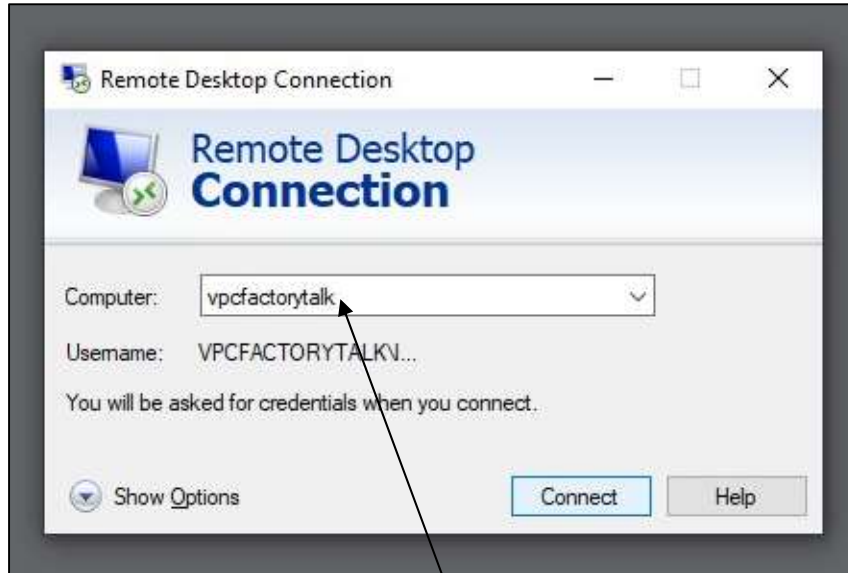 Remote Desktop Connection
Remote Desktop
Connection
Computer: vpcfactorytalk
Username: VPCFACTORYTALK\...
You will be asked for credentials when you connect.
Show Options Connect Help